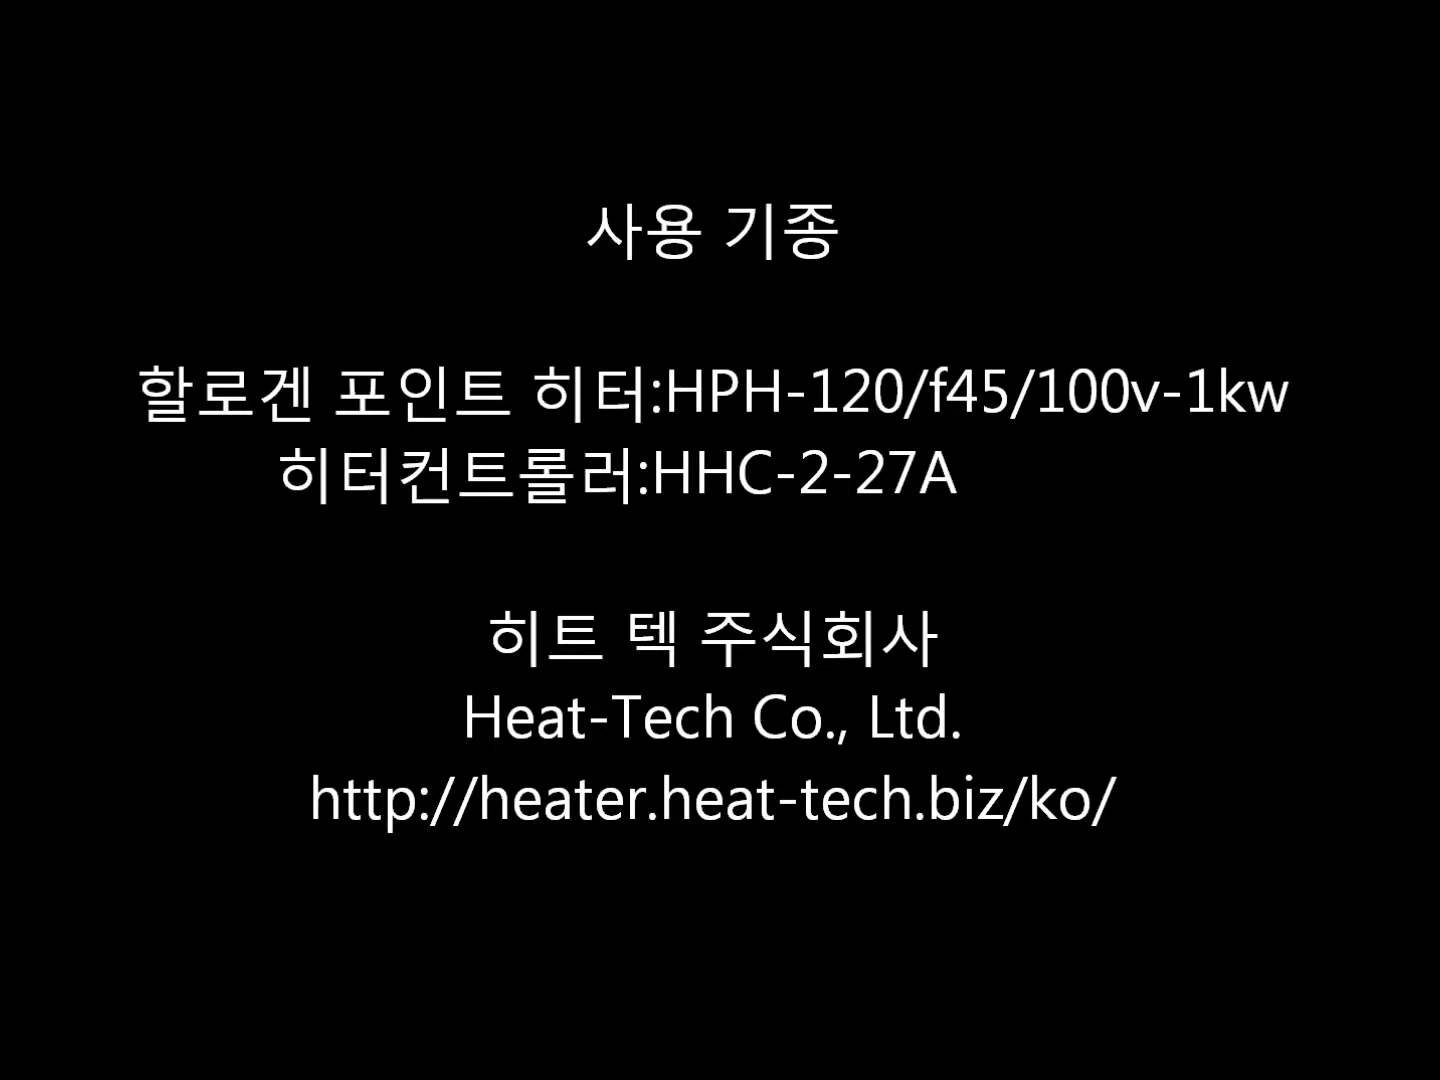 사용 기종
할로겐 포인트 히터:HPH-120/f45/100v-1kw
히터컨트롤러:HHC-2-27A
히트 텍 주식회사
Heat-Tech Co., Ltd.
http://heater.heat-tech.biz/ko/